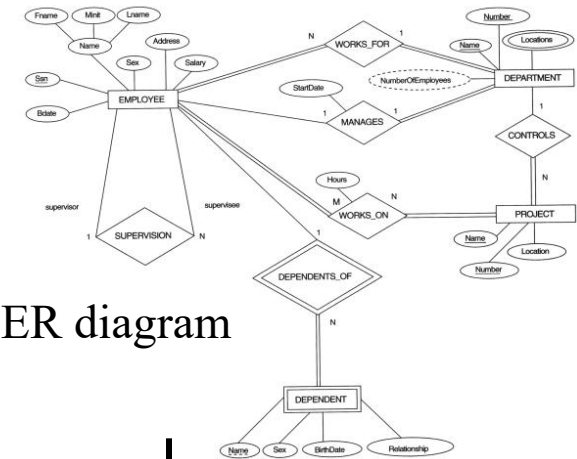 Fname
Minit
Lname
Number
Name
Address
N
WORKS_FOR
1
Name
Locations
Sex
Salary
Ssn
StartDate
NumberOfEmployees
DEPARTMENT
EMPLOYEE
Bdate
1
MANAGES
1
1
CONTROLS
Hours
N
supervisor
supervisee
M
WORKS_ON
N
PROJECT
1
SUPERVISION
N
1
Name
Location
Number
DEPENDENTS_OF
ER diagram
N
DEPENDENT
Name
Sex
BirthDate
Relationship